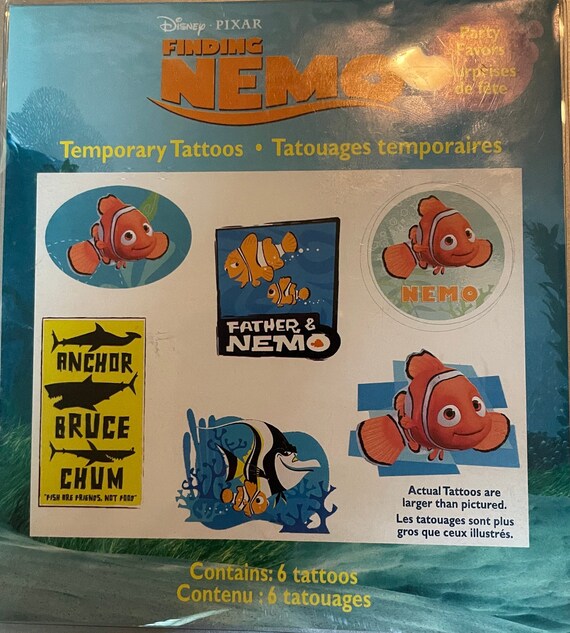 Disney · PIXAR
FINDING
NEMO
Party
Favors
Surprises
de fête
Temporary Tattoos • Tatouages temporaires
FATHER &
NEMO
NEMO
ANCHOR
BRUCE
CHUM
"FISH ARE FRIENDS, NOT FOOD"
Actual Tattoos are
larger than pictured.
Les tatouages sont plus
gros que ceux illustrés.
Contains: 6 tattoos
Contenu : 6 tatouages